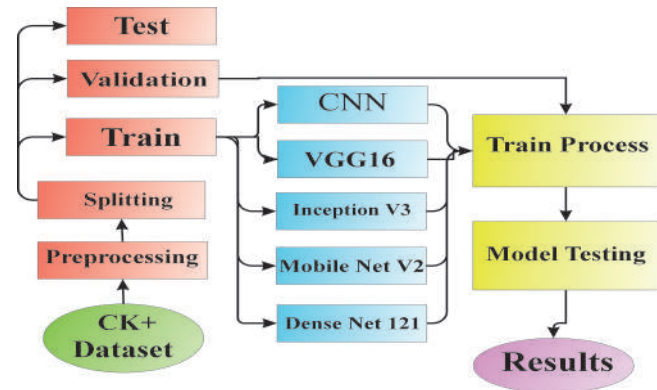 Test
Validation
Train
Splitting
Preprocessing
CK+
Dataset
CNN
VGG16
Inception V3
Mobile Net V2
Dense Net 121
Train Process
Model Testing
Results